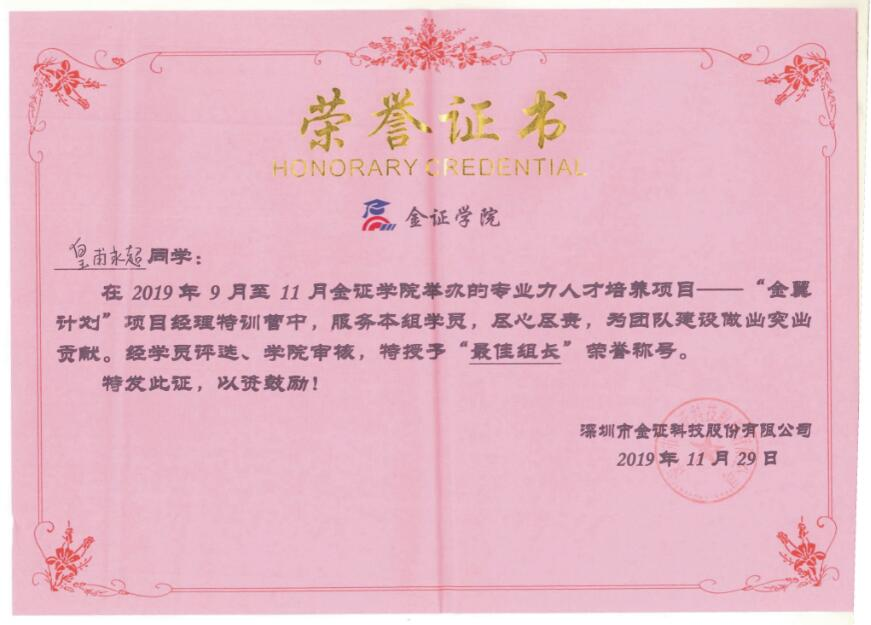 荣誉证书
HONORARY CREDENTIAL
金证学院
皇甫永超同学：
在 2019 年 9 月至 11 月金证学院举办的专业力人才培养项目——“金翼
计划”项目经理特训营中，服务本组学员，尽心尽责，为团队建设做出突出
贡献。经学员评选、学院审核，特授予“最佳组长”荣誉称号。
特发此证，以资鼓励！
深圳市金证科技股份有限公司
2019 年 11 月 29 日